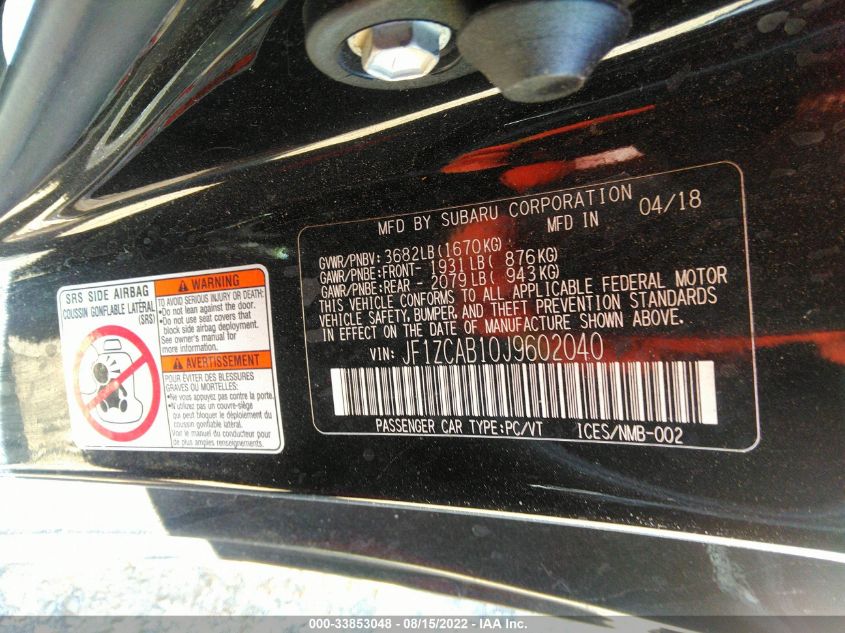 MFD BY SUBARU CORPORATION
MFD IN 04/18
GVWR/PNBV: 3682LB(1670KG)
GAWR/PNBE:FRONT- 1931LB( 876KG)
GAWR/PNBE:REAR - 2079LB( 943KG)
THIS VEHICLE CONFORMS TO ALL APPLICABLE FEDERAL MOTOR
VEHICLE SAFETY, BUMPER, AND THEFT PREVENTION STANDARDS
IN EFFECT ON THE DATE OF MANUFACTURE SHOWN ABOVE.
VIN: JF1ZCAB10J9602040
PASSENGER CAR TYPE:PC/VT ICES/NMB-002
SRS SIDE AIRBAG
COUSSIN GONFLABLE LATÉRAL
(SRS)
WARNING
TO AVOID SERIOUS INJURY OR DEATH:
•Do not lean against the door.
•Do not use seat covers that
block side airbag deployment.
See owner's manual for
more information.
AVERTISSEMENT
POUR ÉVITER DES BLESSURES
GRAVES OU MORTELLES:
•Ne vous appuyez pas contre la porte.
•N'utilisez pas un couvre-siège
qui peut bloquer le déploiement du
coussin gonflable latéral.
Voir le manuel du conducteur pour
de plus amples renseignements.
000-33853048 - 08/15/2022 - IAA Inc.